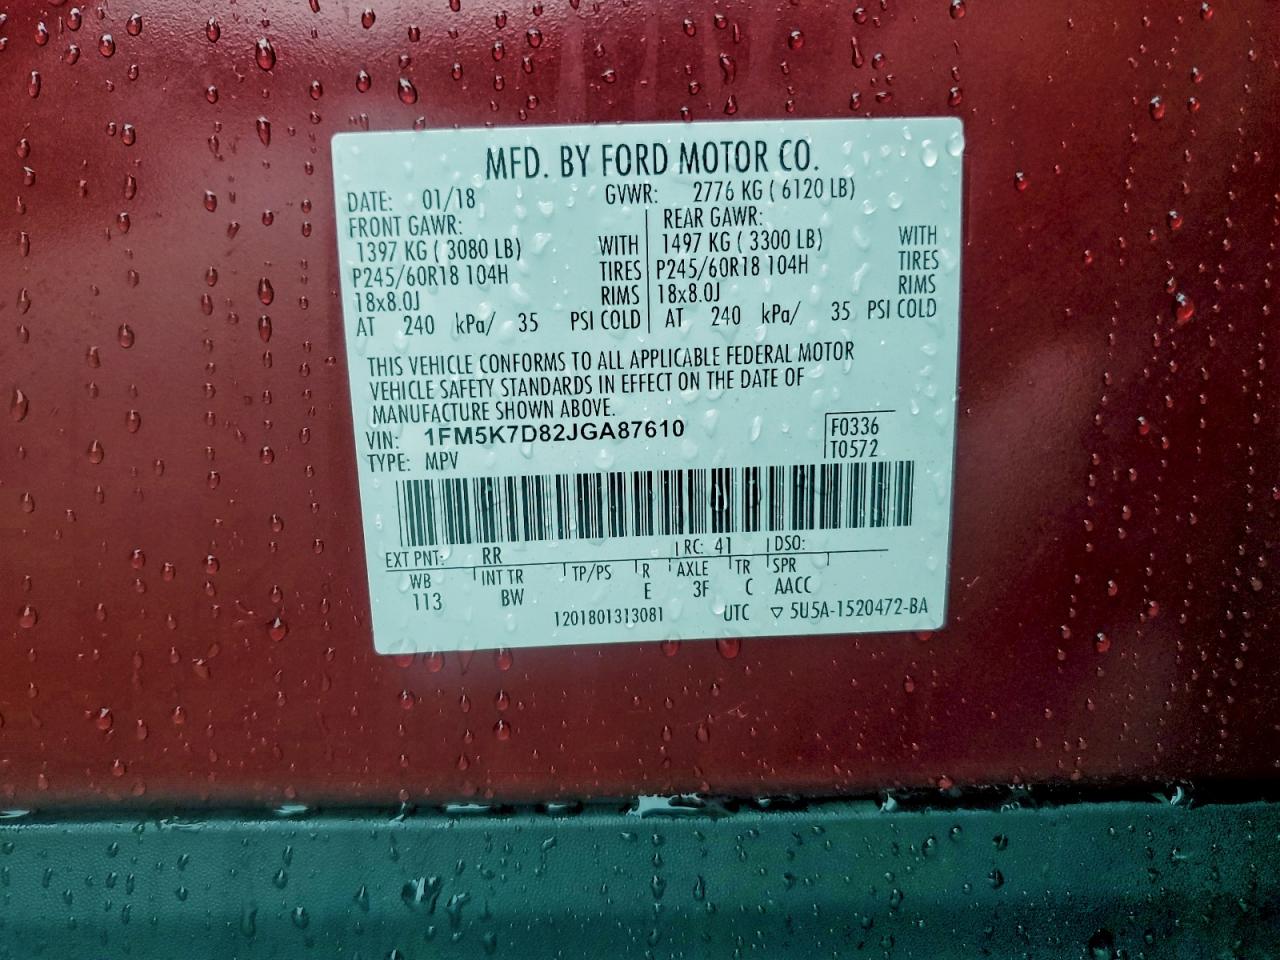 MFD. BY FORD MOTOR CO.
DATE: 01/18 GVWR: 2776 KG ( 6120 LB)
FRONT GAWR: REAR GAWR:
1397 KG ( 3080 LB) WITH 1497 KG ( 3300 LB) WITH
P245/60R18 104H TIRES P245/60R18 104H TIRES
18x8.0J RIMS 18x8.0J RIMS
AT 240 kPa/ 35 PSI COLD AT 240 kPa/ 35 PSI COLD
THIS VEHICLE CONFORMS TO ALL APPLICABLE FEDERAL MOTOR
VEHICLE SAFETY STANDARDS IN EFFECT ON THE DATE OF
MANUFACTURE SHOWN ABOVE.
VIN: 1FM5K7D82JGA87610 F0336
TYPE: MPV T0572
EXT PNT: RR RC: 41 DSO:
WB INT TR TP/PS R AXLE TR SPR
113 BW E 3F C AACC
1201801313081 UTC ▽ 5U5A-1520472-BA